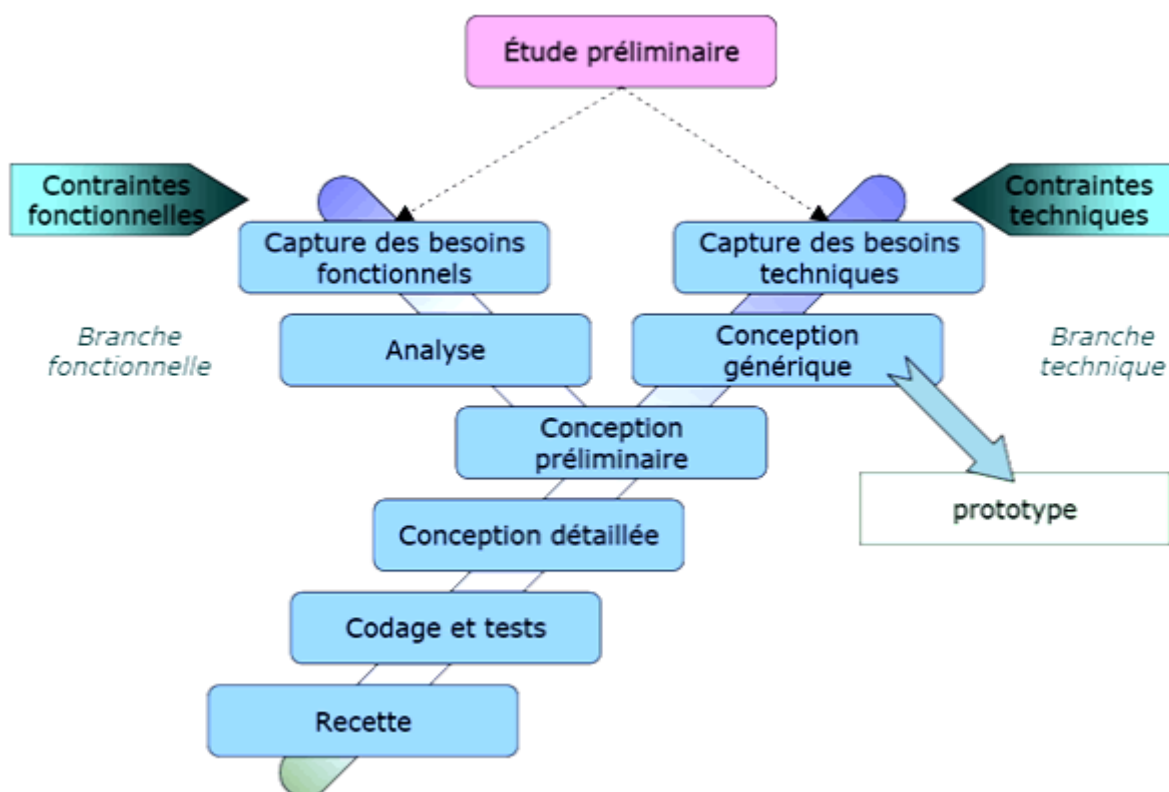 Étude préliminaire
Contraintes
fonctionnelles
Contraintes
techniques
Capture des besoins
fonctionnels
Capture des besoins
techniques
Branche
fonctionnelle
Analyse
Conception
générique
Branche
technique
Conception
préliminaire
prototype
Conception détaillée
Codage et tests
Recette